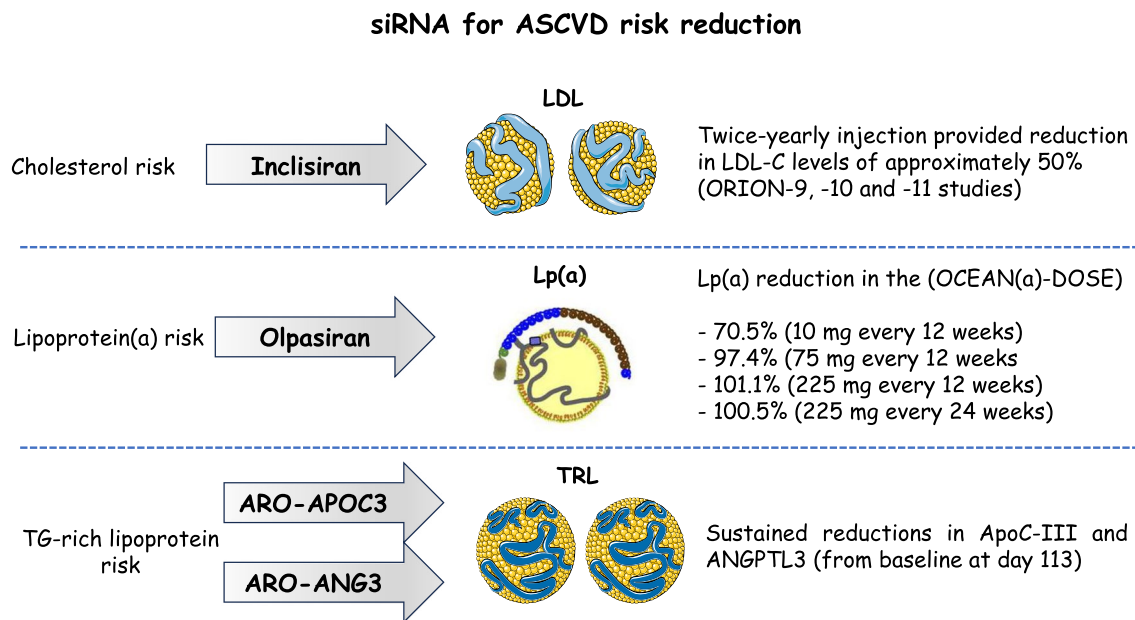 siRNA for ASCVD risk reduction
LDL
Cholesterol risk
Inclisiran
Twice-yearly injection provided reduction
in LDL-C levels of approximately 50%
(ORION-9, -10 and -11 studies)
Lp(a)
Lp(a) reduction in the (OCEAN(a)-DOSE)
Lipoprotein(a) risk
Olpasiran
- 70.5% (10 mg every 12 weeks)
- 97.4% (75 mg every 12 weeks
- 101.1% (225 mg every 12 weeks)
- 100.5% (225 mg every 24 weeks)
TRL
TG-rich lipoprotein
risk
ARO-APOC3
ARO-ANG3
Sustained reductions in ApoC-III and
ANGPTL3 (from baseline at day 113)